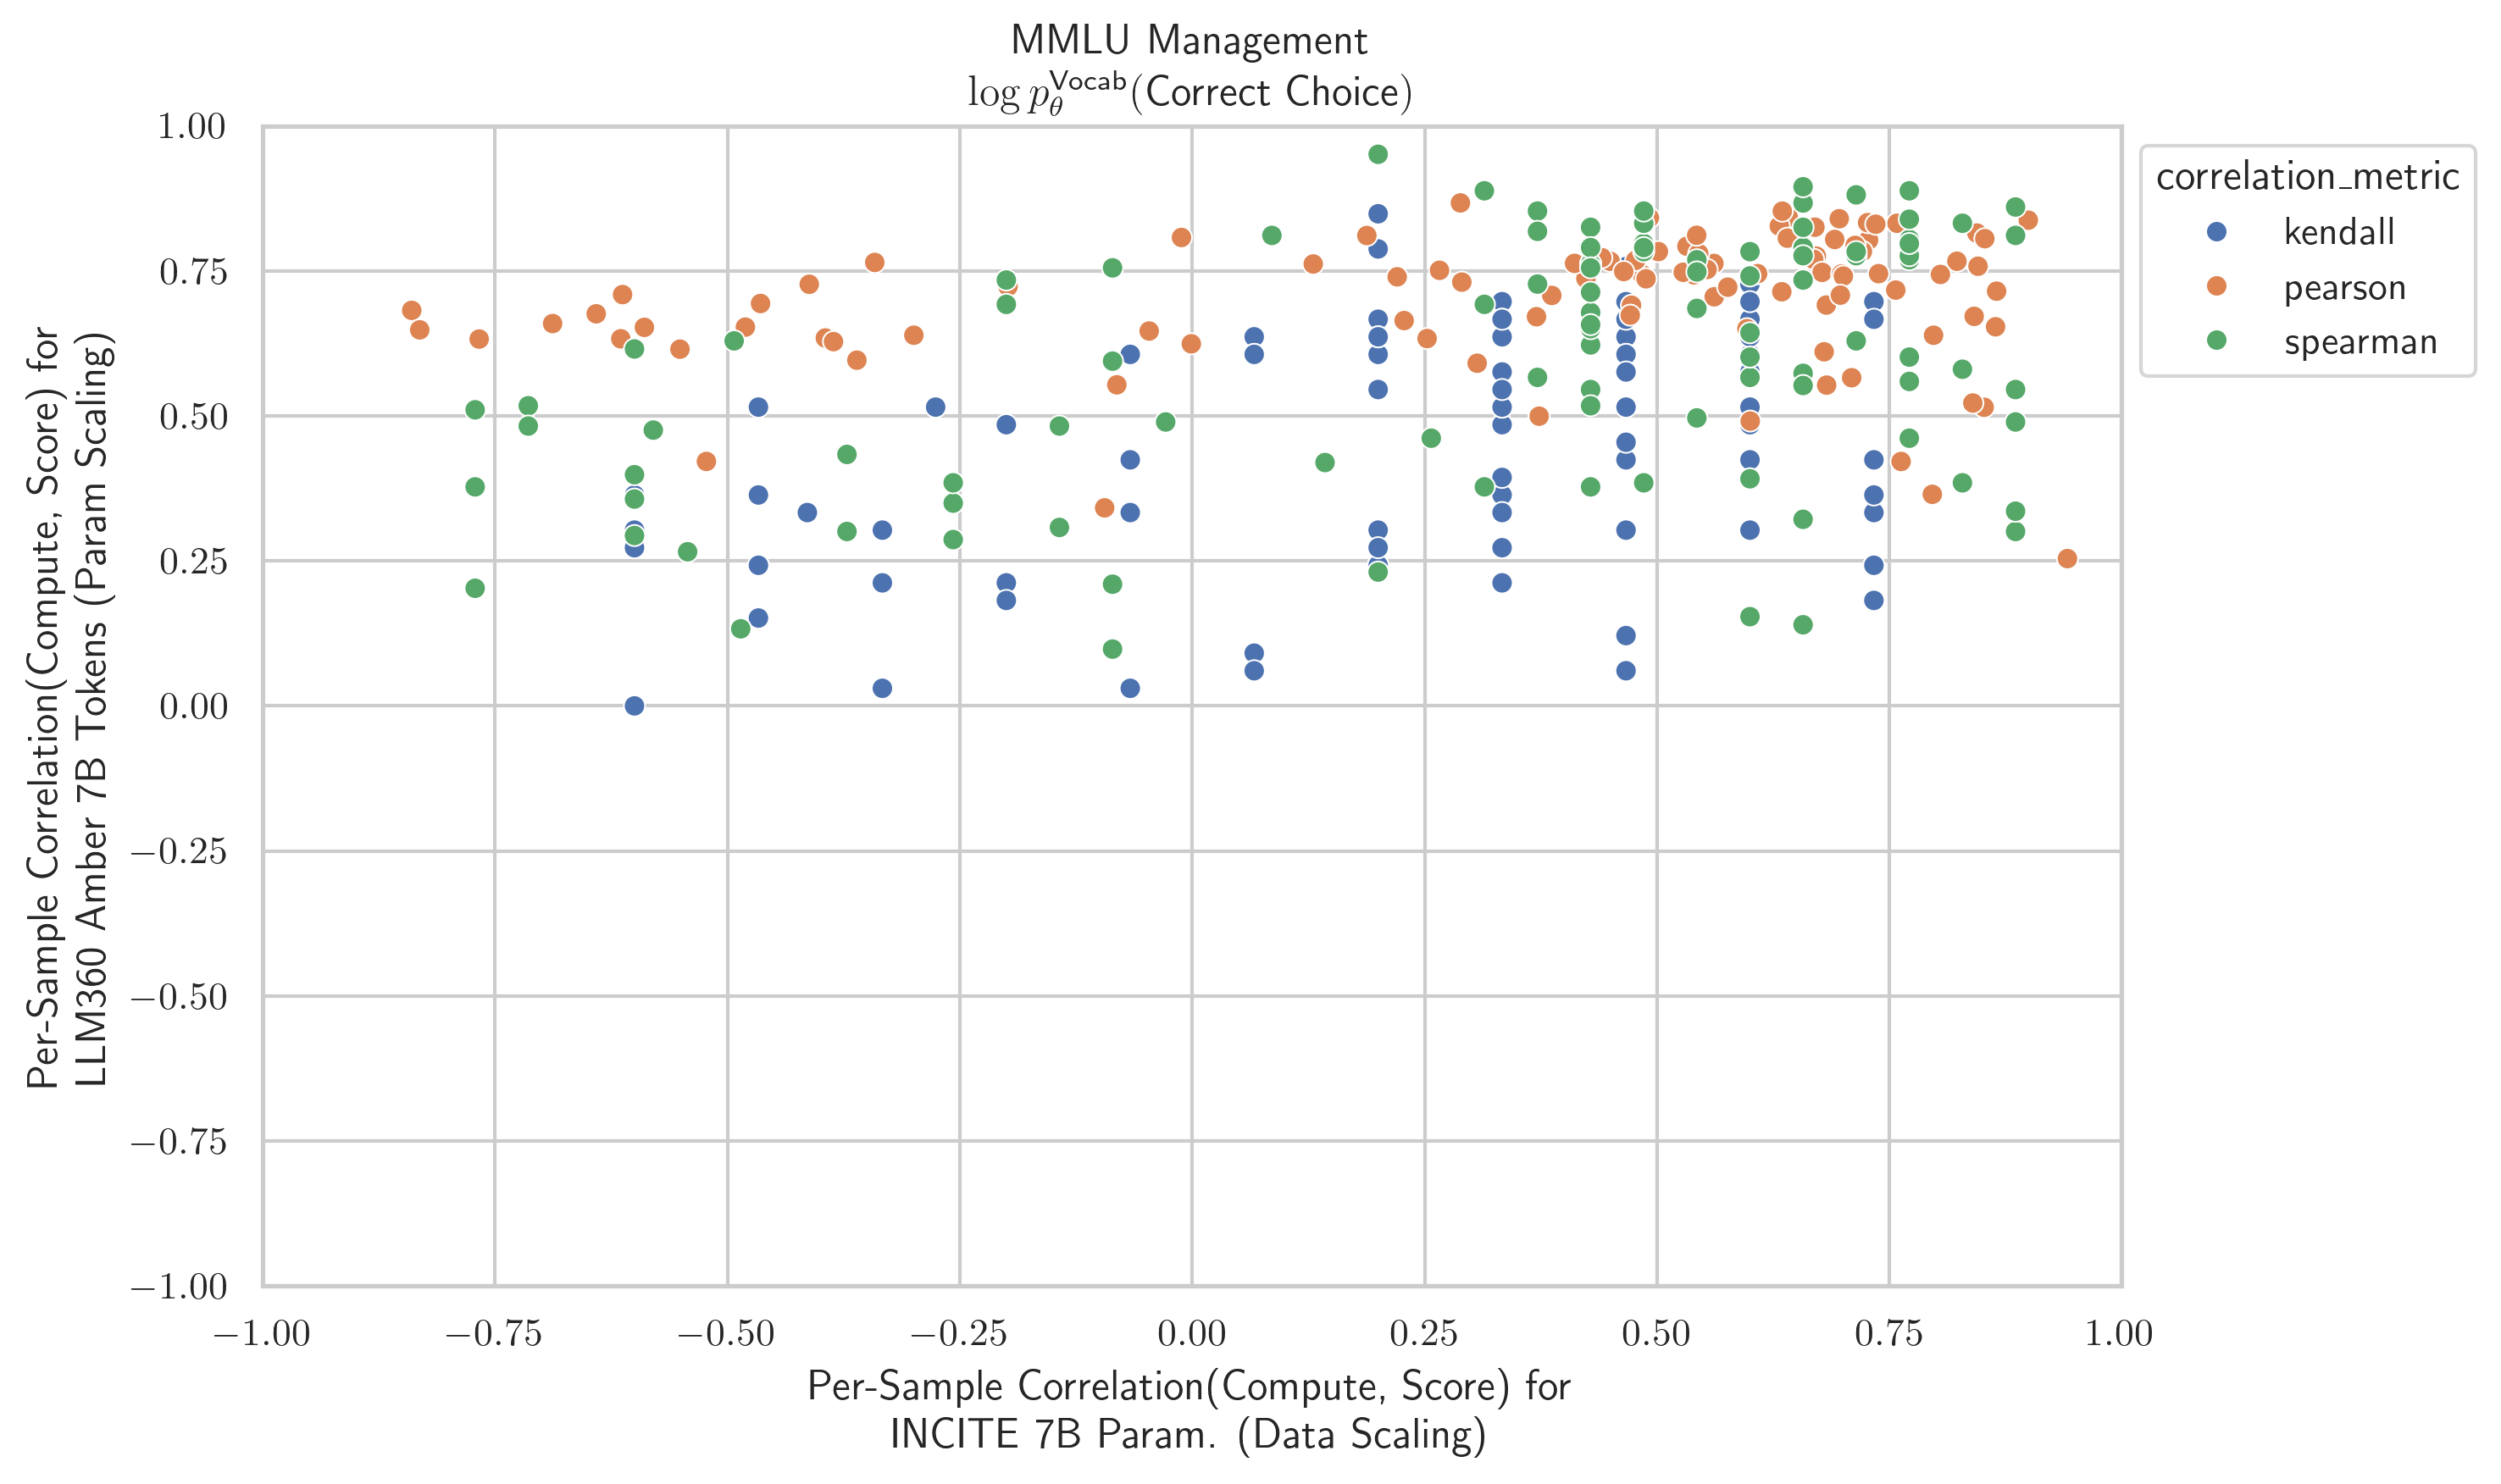 MMLU Management
log p_θ^Vocab(Correct Choice)
Per-Sample Correlation(Compute, Score) for
LLM360 Amber 7B Tokens (Param Scaling)
1.00
0.75
0.50
0.25
0.00
−0.25
−0.50
−0.75
−1.00
−1.00 −0.75 −0.50 −0.25 0.00 0.25 0.50 0.75 1.00
Per-Sample Correlation(Compute, Score) for
INCITE 7B Param. (Data Scaling)
correlation_metric
kendall
pearson
spearman